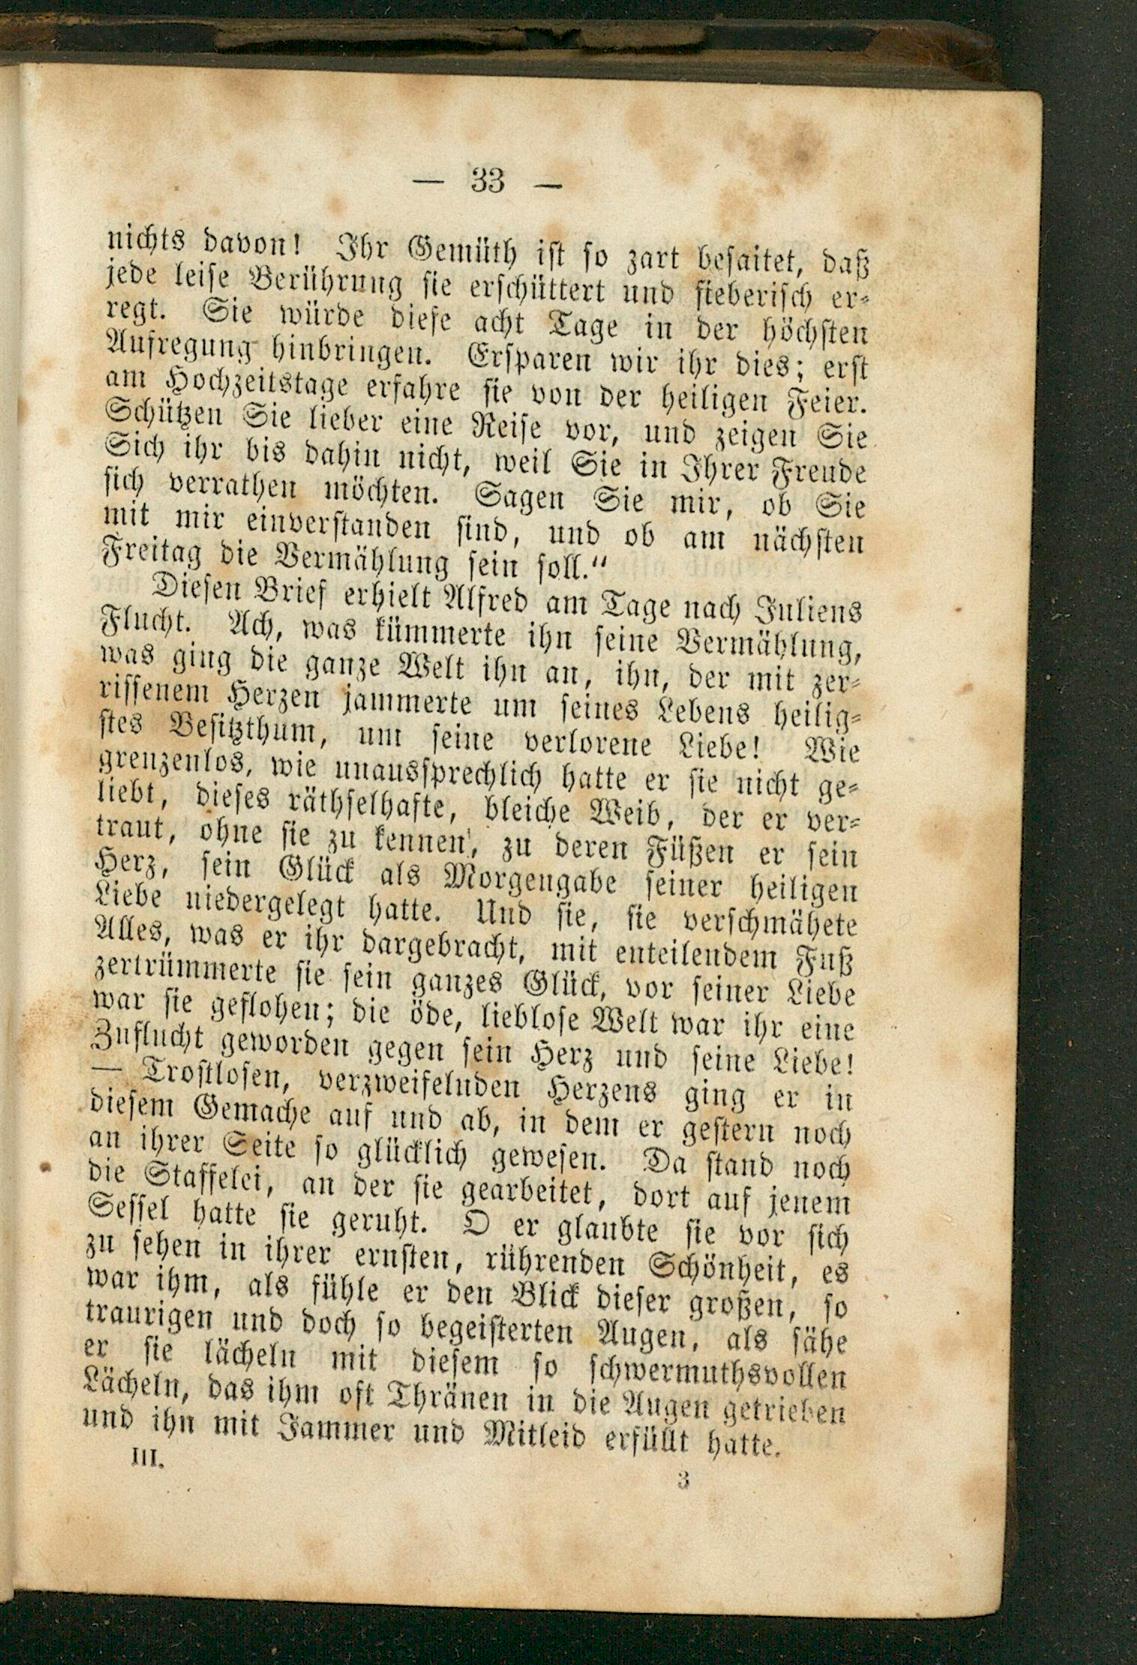 — 33 —
nichts davon! Ihr Gemüth ist so zart besaitet, daß
jede leise Berührung sie erschüttert und fieberisch er-
regt. Sie würde diese acht Tage in der höchsten
Aufregung hinbringen. Ersparen wir ihr dies; erst
am Hochzeitstage erfahre sie von der heiligen Feier.
Schützen Sie lieber eine Reise vor, und zeigen Sie
Sich ihr bis dahin nicht, weil Sie in Ihrer Freude
sich verrathen möchten. Sagen Sie mir, ob Sie
mit mir einverstanden sind, und ob am nächsten
Freitag die Vermählung sein soll.“
Diesen Brief erhielt Alfred am Tage nach Juliens
Flucht. Ach, was kümmerte ihn seine Vermählung,
was ging die ganze Welt ihn an, ihn, der mit zer-
rissenem Herzen jammerte um seines Lebens heilig-
stes Besitzthum, um seine verlorene Liebe! Wie
grenzenlos, wie unaussprechlich hatte er sie nicht ge-
liebt, dieses räthselhafte, bleiche Weib, der er ver-
traut, ohne sie zu kennen, zu deren Füßen er sein
Herz, sein Glück als Morgengabe seiner heiligen
Liebe niedergelegt hatte. Und sie, sie verschmähete
Alles, was er ihr dargebracht, mit enteilendem Fuß
zertrümmerte sie sein ganzes Glück, vor seiner Liebe
war sie geflohen; die öde, lieblose Welt war ihr eine
Zuflucht geworden gegen sein Herz und seine Liebe!
— Trostlosen, verzweifelnden Herzens ging er in
diesem Gemache auf und ab, in dem er gestern noch
an ihrer Seite so glücklich gewesen. Da stand noch
die Staffelei, an der sie gearbeitet, dort auf jenem
Sessel hatte sie geruht. O er glaubte sie vor sich
zu sehen in ihrer ernsten, rührenden Schönheit, es
war ihm, als fühle er den Blick dieser großen, so
traurigen und doch so begeisterten Augen, als sähe
er sie lächeln mit diesem so schwermuthsvollen
Lächeln, das ihm oft Thränen in die Augen getrieben
und ihn mit Jammer und Mitleid erfüllt hatte.
III. 3